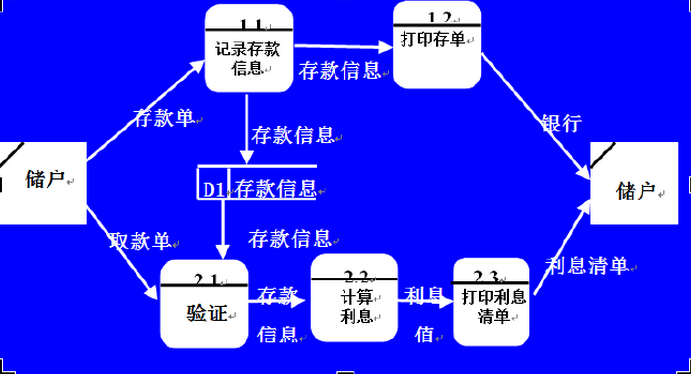 1.1
记录存款
信息
存款信息
1.2
打印存单
存款单
存款信息
银行
储户
D1 存款信息
储户
取款单
存款信息
利息清单
2.1
验证
存款
信息
2.2
计算
利息
利息
值
2.3
打印利息
清单